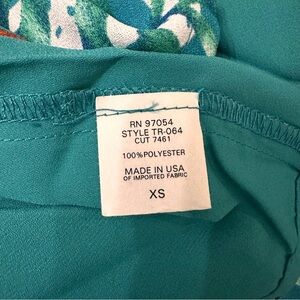 RN 97054
STYLE TR-064
CUT 7461
100%POLYESTER
MADE IN USA
OF IMPORTED FABRIC
XS